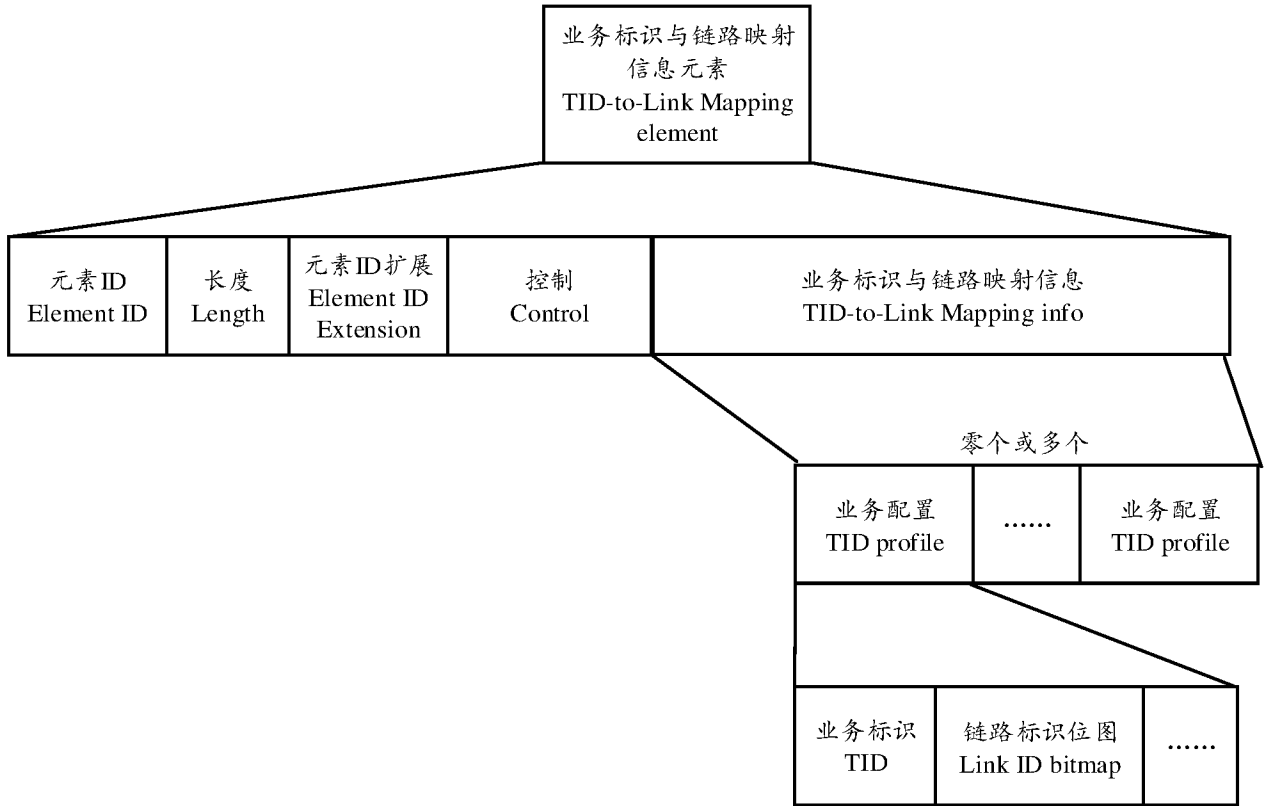 业务标识与链路映射
信息元素
TID-to-Link Mapping
element
元素ID
Element ID
长度
Length
元素ID扩展
Element ID
Extension
控制
Control
业务标识与链路映射信息
TID-to-Link Mapping info
零个或多个
业务配置
TID profile
······
业务配置
TID profile
业务标识
TID
链路标识位图
Link ID bitmap
······